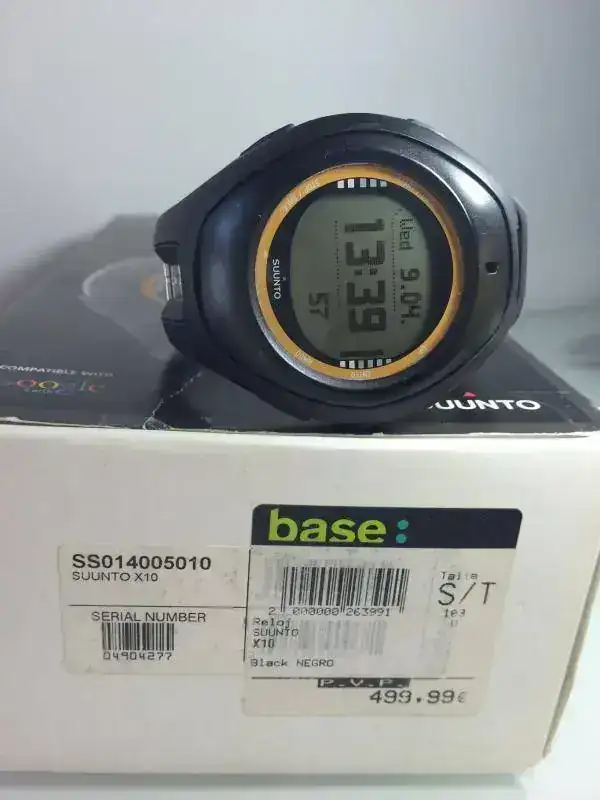 Wed 9.04.
13:39
57
SUUNTO
COMPATIBLE WITH
Google
SUUNTO
SS014005010
SUUNTO X10
SERIAL NUMBER
04904277
base:
2 000000 263991
Talla
S/T
Reloj
SUUNTO
X10
Black NEGRO
P.V.P.
499.99€